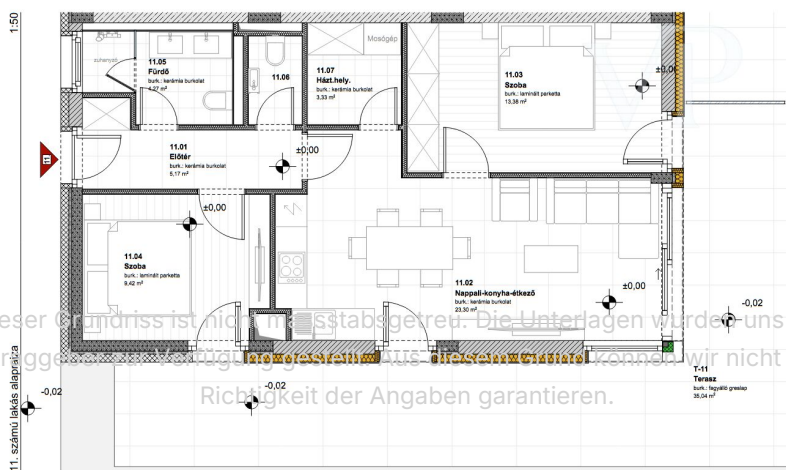 1:50
11. számú lakás alaprajza
11
11.05
Fürdő
burk.: kerámia burkolat
4,27 m²
zuhanyzó
11.06
11.07
Házt.hely.
burk.: kerámia burkolat
3,33 m²
Mosógép
11.03
Szoba
burk.: laminált parketta
13,38 m²
±0,00
VP
11.01
Előtér
burk.: kerámia burkolat
5,17 m²
±0,00
±0,00
11.04
Szoba
burk.: laminált parketta
9,42 m²
11.02
Nappali-konyha-étkező
burk.: kerámia burkolat
23,30 m²
±0,00
-0,02
eser Grundriss ist nicht massstabsgetreu. Die Unterlagen wurden uns
ggeber zur Verfügung gestellt. Aus diesem Grund können wir nicht
Richtigkeit der Angaben garantieren.
-0,02
-0,02
T-11
Terasz
burk.: fagyálló greslap
35,04 m²